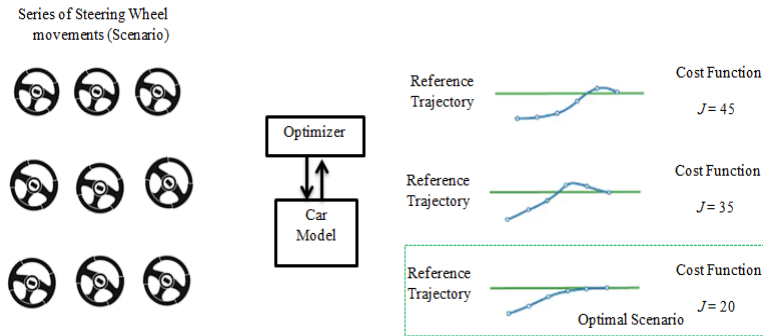 Series of Steering Wheel
movements (Scenario)
Optimizer
Car
Model
Reference
Trajectory
Cost Function
J = 45
Reference
Trajectory
Cost Function
J = 35
Reference
Trajectory
Cost Function
J = 20
Optimal Scenario